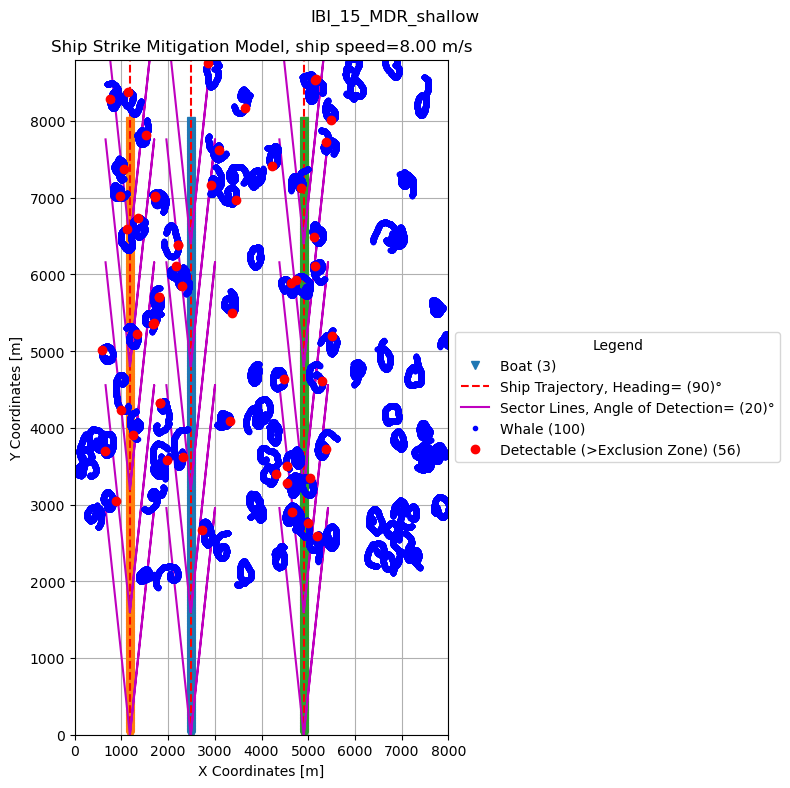 IBI_15_MDR_shallow
Ship Strike Mitigation Model, ship speed=8.00 m/s
8000
7000
6000
5000
4000
3000
2000
1000
0
Y Coordinates [m]
0 1000 2000 3000 4000 5000 6000 7000 8000
X Coordinates [m]
Legend
Boat (3)
Ship Trajectory, Heading= (90)°
Sector Lines, Angle of Detection= (20)°
Whale (100)
Detectable (>Exclusion Zone) (56)